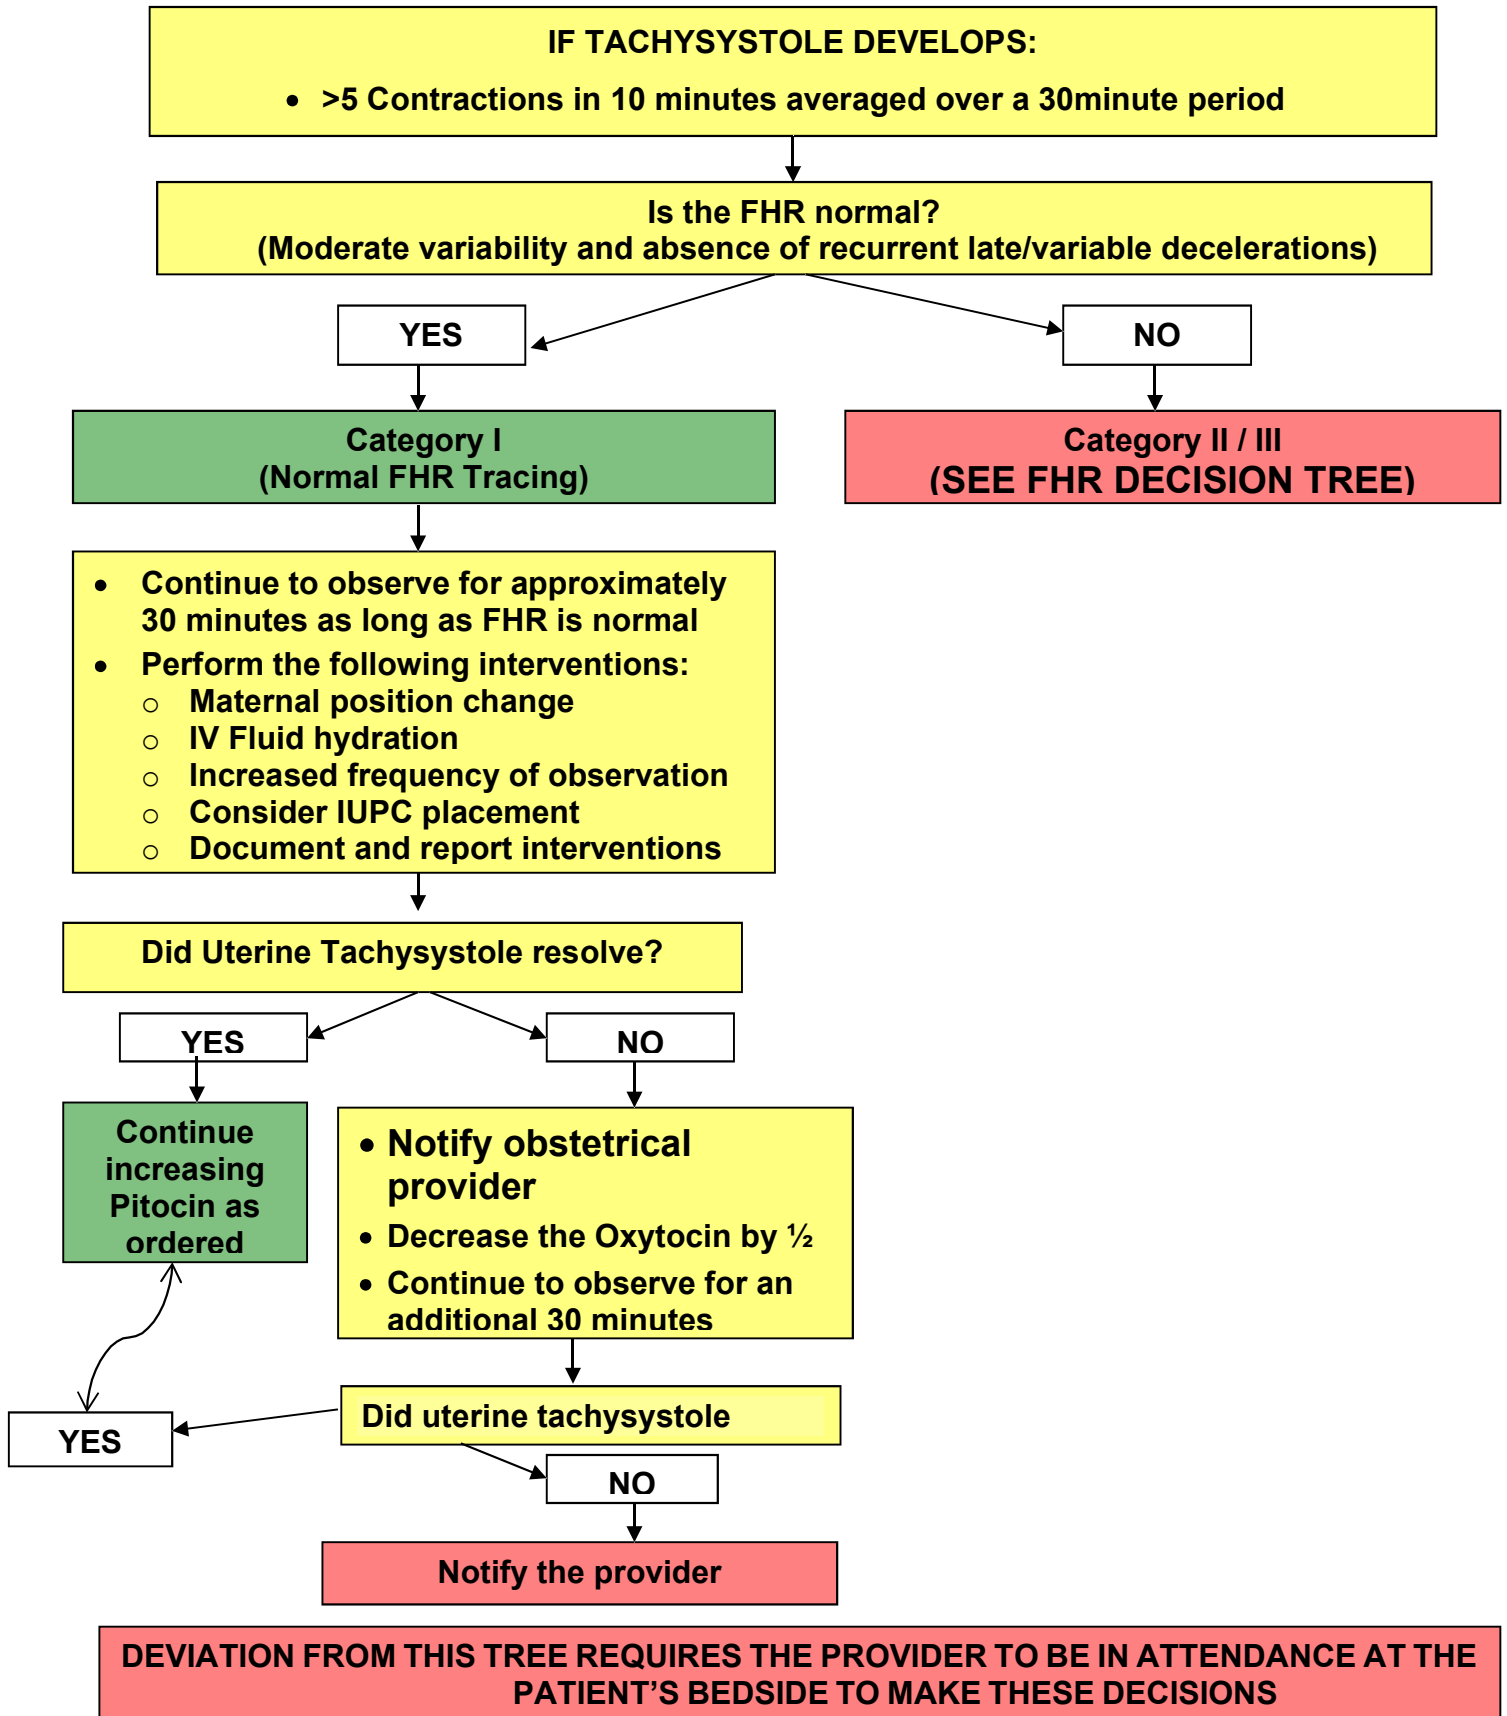 IF TACHYSYSTOLE DEVELOPS:
• >5 Contractions in 10 minutes averaged over a 30minute period
Is the FHR normal?
(Moderate variability and absence of recurrent late/variable decelerations)
YES
NO
Category I
(Normal FHR Tracing)
Category II / III
(SEE FHR DECISION TREE)
• Continue to observe for approximately
30 minutes as long as FHR is normal
• Perform the following interventions:
o Maternal position change
o IV Fluid hydration
o Increased frequency of observation
o Consider IUPC placement
o Document and report interventions
Did Uterine Tachysystole resolve?
YES
NO
Continue
increasing
Pitocin as
ordered
• Notify obstetrical
provider
• Decrease the Oxytocin by ½
• Continue to observe for an
additional 30 minutes
Did uterine tachysystole
YES
NO
Notify the provider
DEVIATION FROM THIS TREE REQUIRES THE PROVIDER TO BE IN ATTENDANCE AT THE
PATIENT'S BEDSIDE TO MAKE THESE DECISIONS